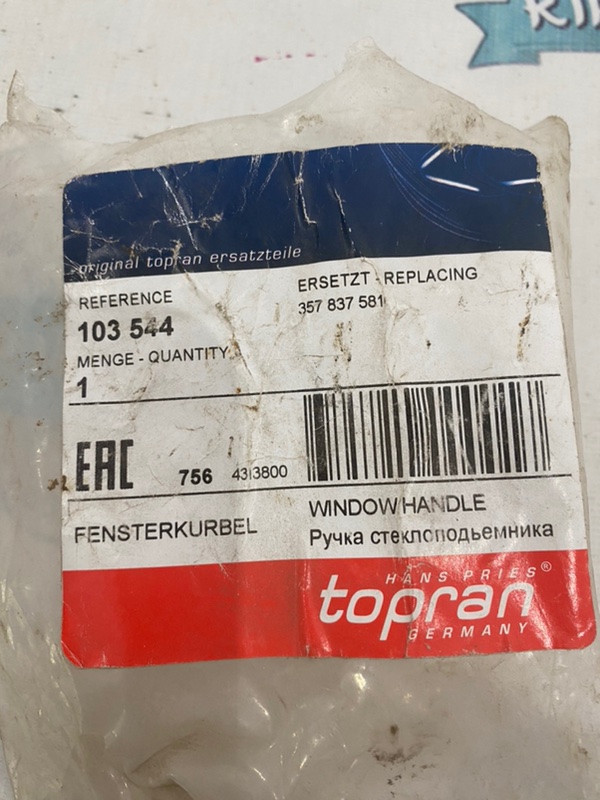 original topran ersatzteile
REFERENCE
103 544
MENGE - QUANTITY
1
ERSETZT - REPLACING
357 837 581
EAC
756 4313800
FENSTERKURBEL
WINDOW HANDLE
Ручка стеклоподьемника
HANS PRIES®
topran
GERMANY